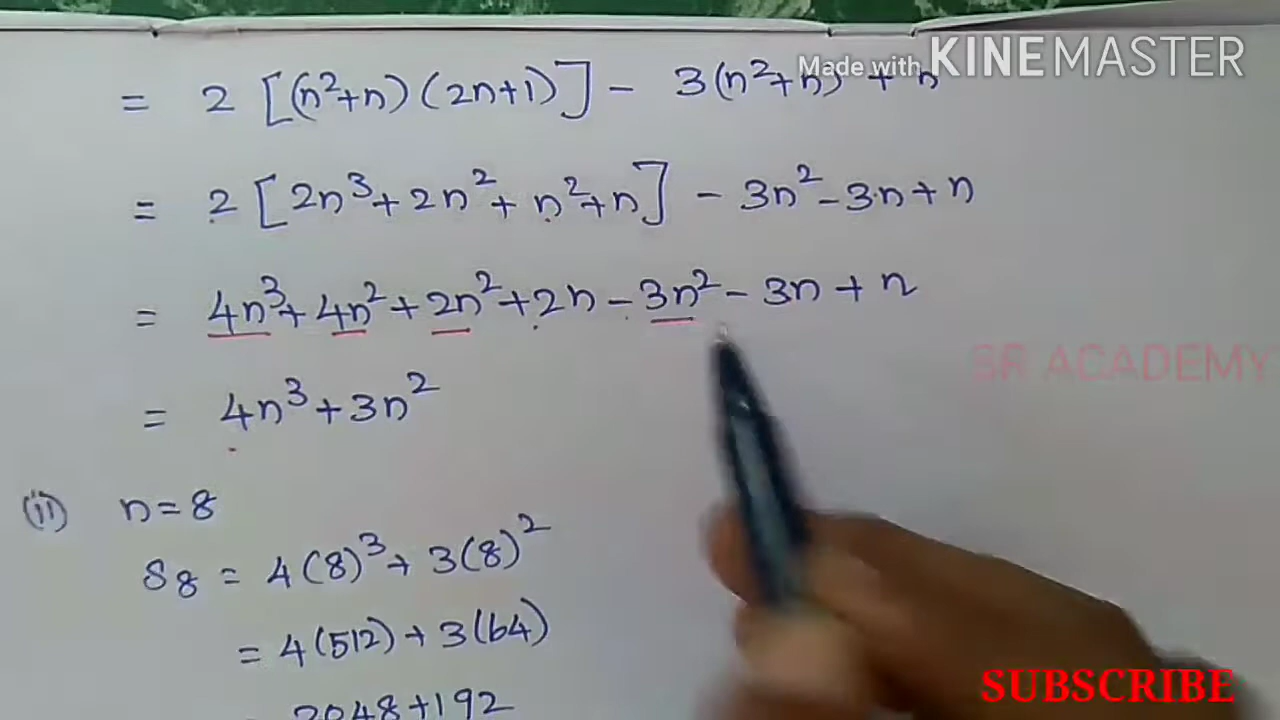 Made with KINEMASTER
= 2 [(n²+n)(2n+1)] - 3(n²+n) + n
= 2 [2n³+2n²+n²+n] - 3n²-3n+n
= 4n³+4n²+2n²+2n-3n²-3n+n
SR ACADEMY
= 4n³+3n²
(ii) n=8
S8 = 4(8)³+3(8)²
= 4(512)+3(64)
SUBSCRIBE
= 2048+192